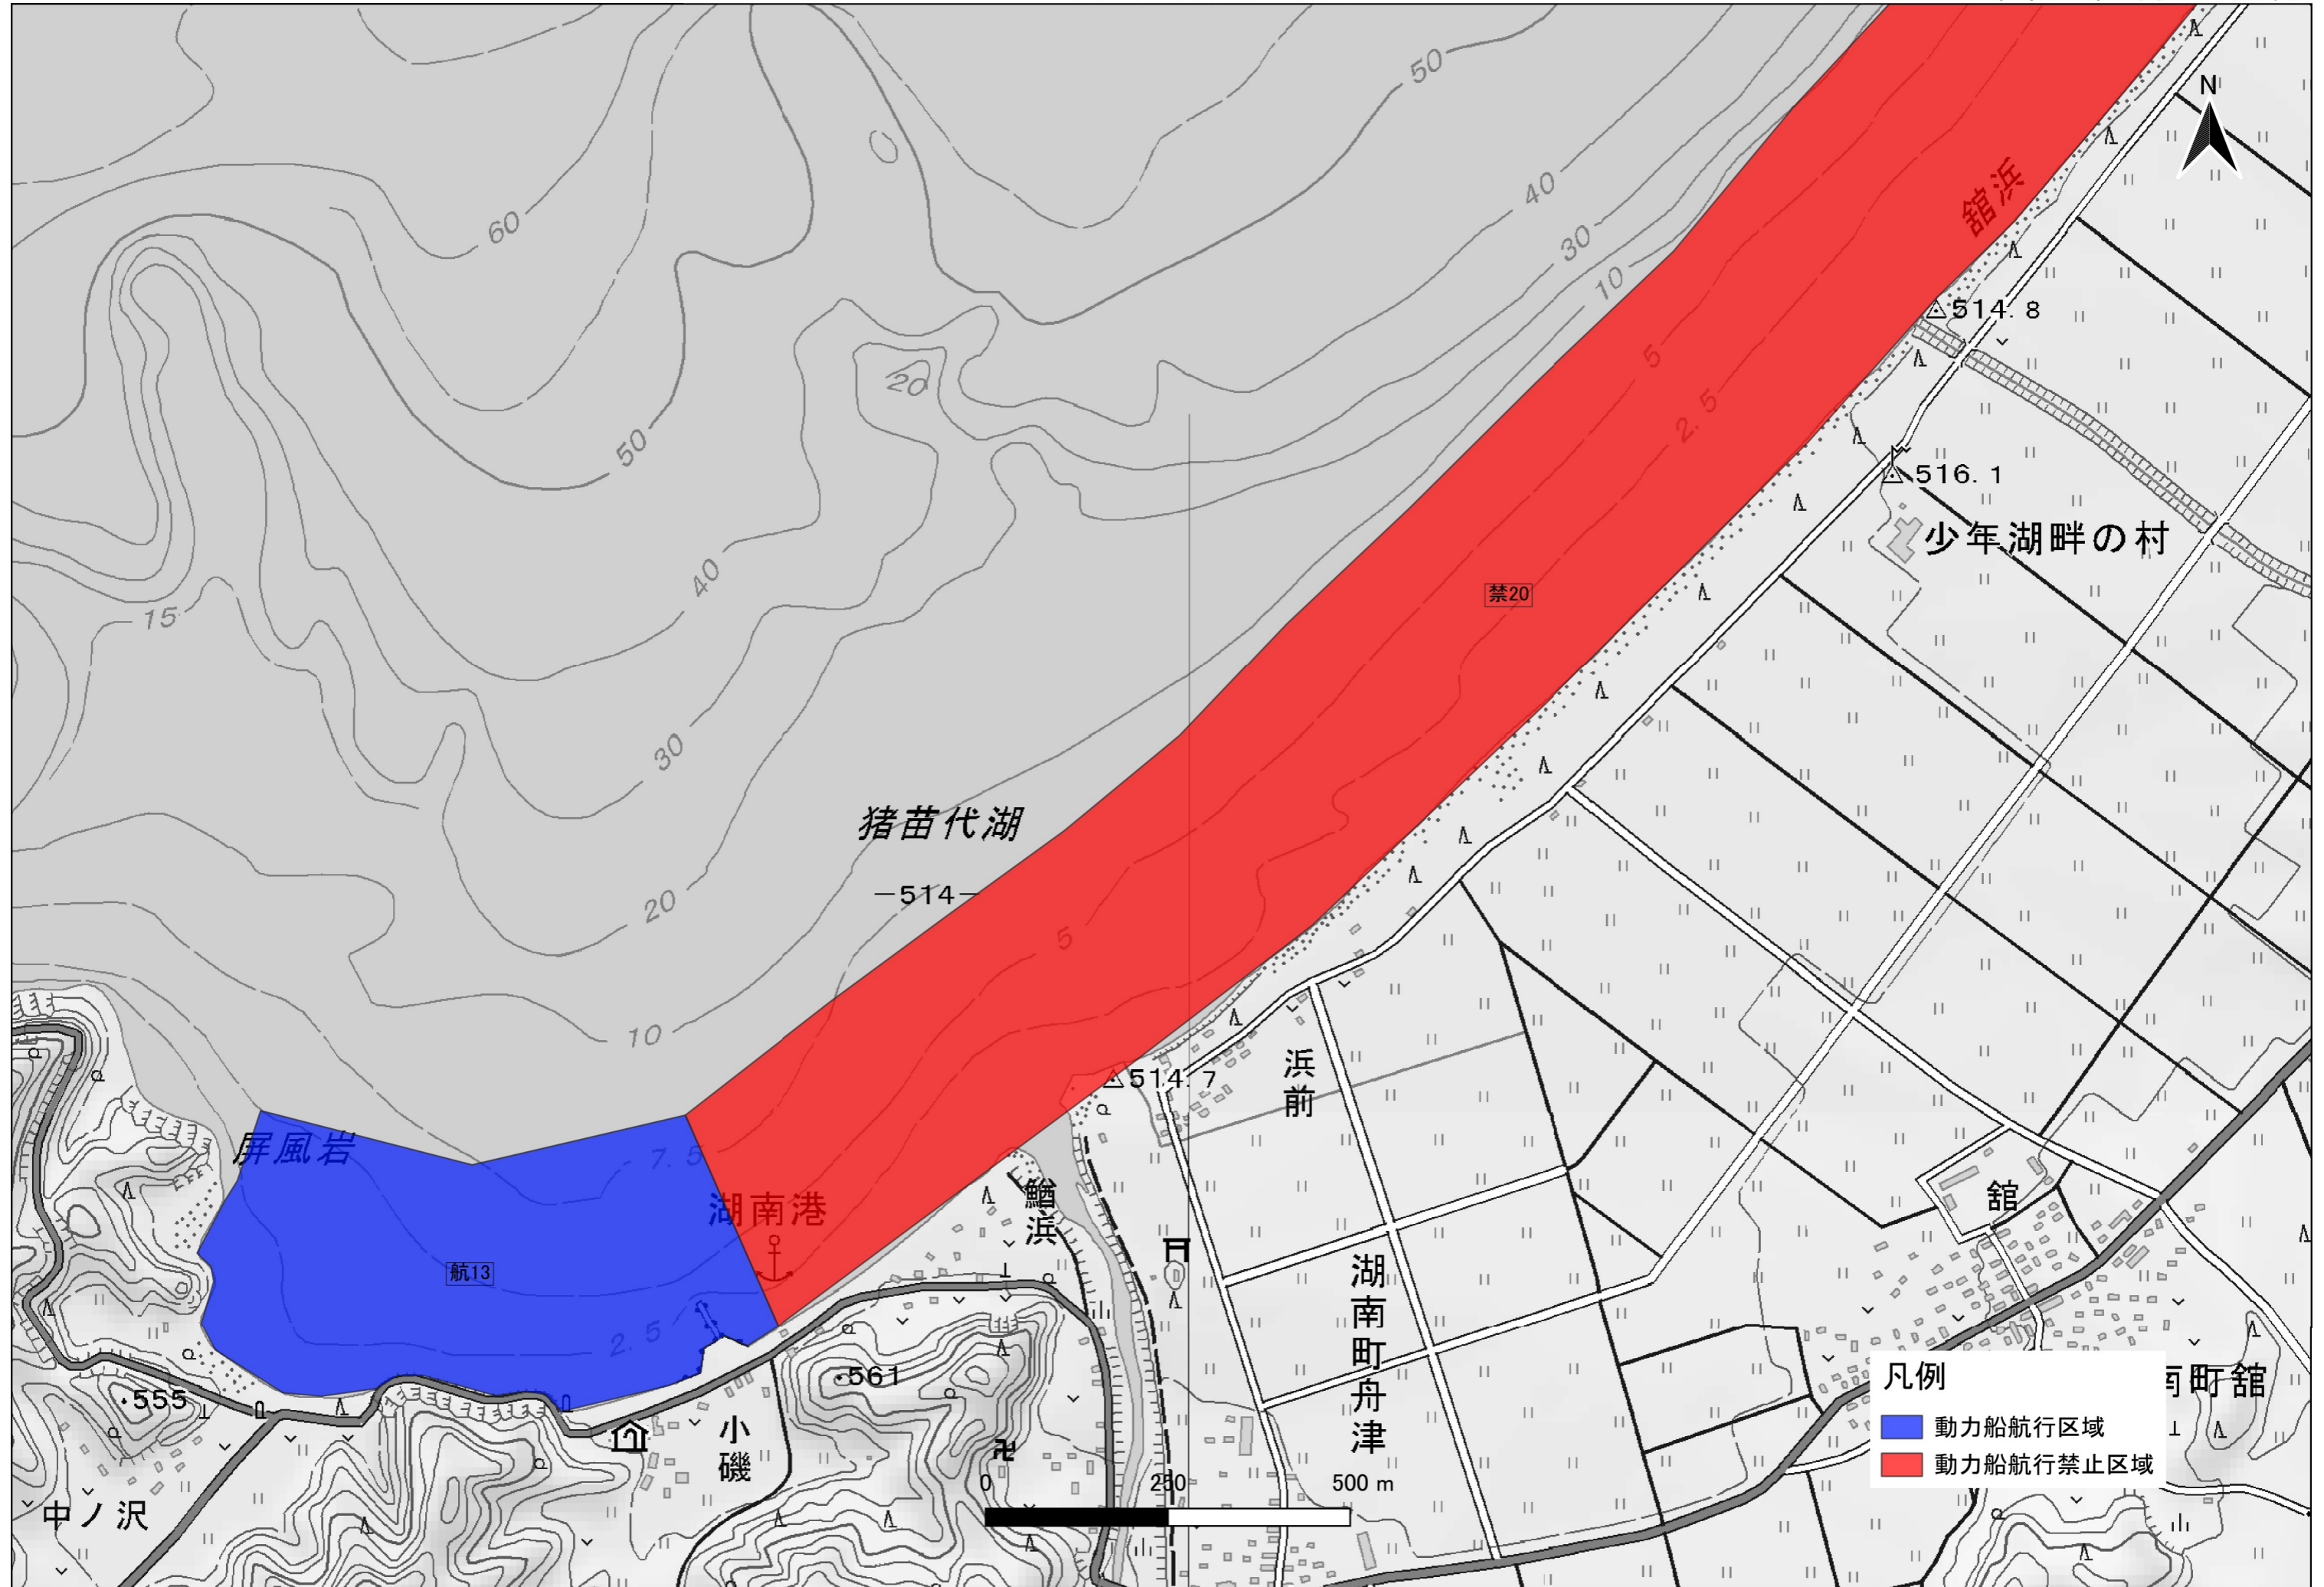 50
N
40
60
舘浜
30
10
514.8
5
20
2.5
50
516.1
少年湖畔の村
40
禁20
15
30
猪苗代湖
514
20
5
10
浜前
514.7
屏風岩
7.5
湖南港
鰌浜
舘
航13
湖南町舟津
2.5
561
凡例
南町舘
555
動力船航行区域
小磯
動力船航行禁止区域
0 250 500 m
中ノ沢